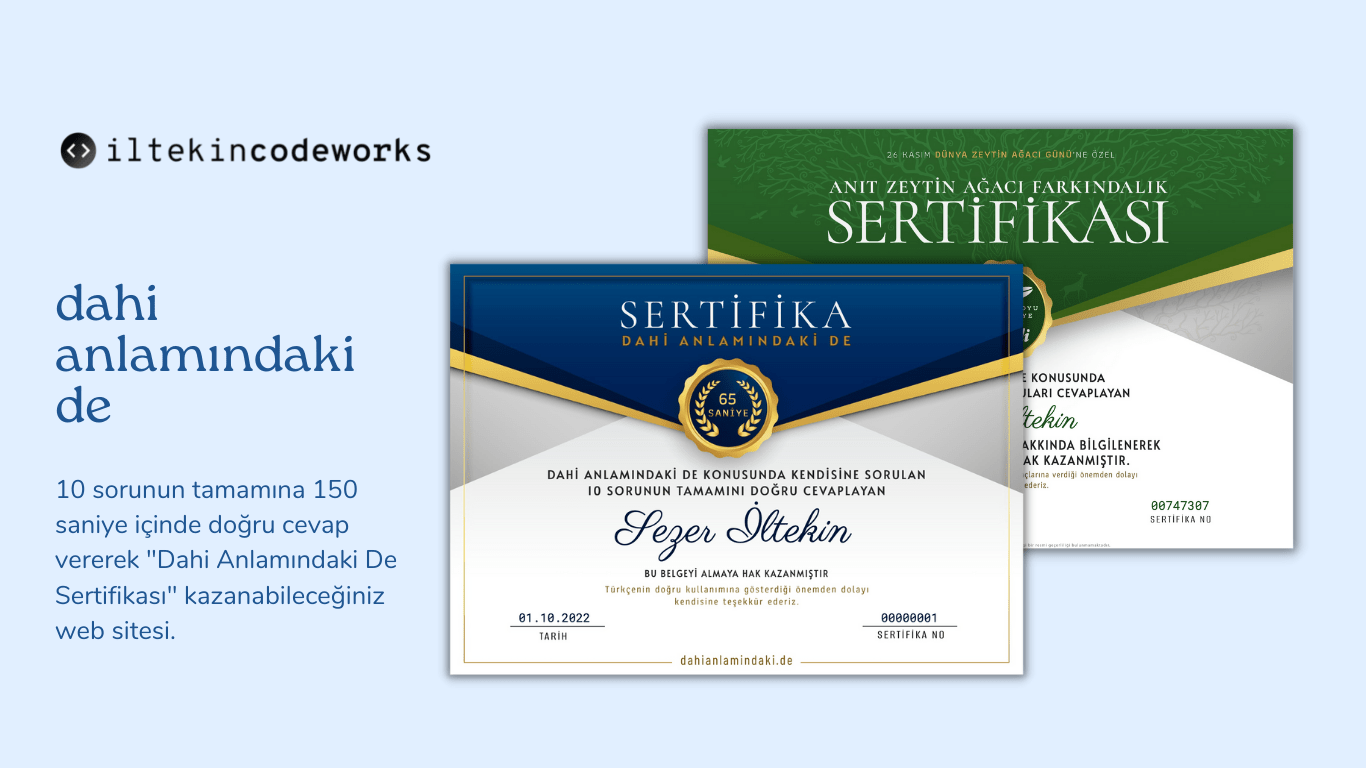 iltekincodeworks
dahi
anlamındaki
de
10 sorunun tamamına 150
saniye içinde doğru cevap
vererek "Dahi Anlamındaki De
Sertifikası" kazanabileceğiniz
web sitesi.
26 KASIM DÜNYA ZEYTİN AĞACI GÜNÜ'NE ÖZEL
ANIT ZEYTİN AĞACI FARKINDALIK
SERTİFİKASI
E KONUSUNDA
ULARI CEVAPLAYAN
ltekin
AKKINDA BİLGİLENEREK
AK KAZANMIŞTIR.
çlarına verdiği önemden dolayı
ederiz.
00747307
SERTİFİKA NO
SERTİFİKA
DAHİ ANLAMINDAKİ DE
65
SANİYE
DAHİ ANLAMINDAKİ DE KONUSUNDA KENDİSİNE SORULAN
10 SORUNUN TAMAMINI DOĞRU CEVAPLAYAN
Sezer İltekin
BU BELGEYİ ALMAYA HAK KAZANMIŞTIR
Türkçenin doğru kullanımına gösterdiği önemden dolayı
kendisine teşekkür ederiz.
01.10.2022
TARİH
00000001
SERTİFİKA NO
dahianlamindaki.de